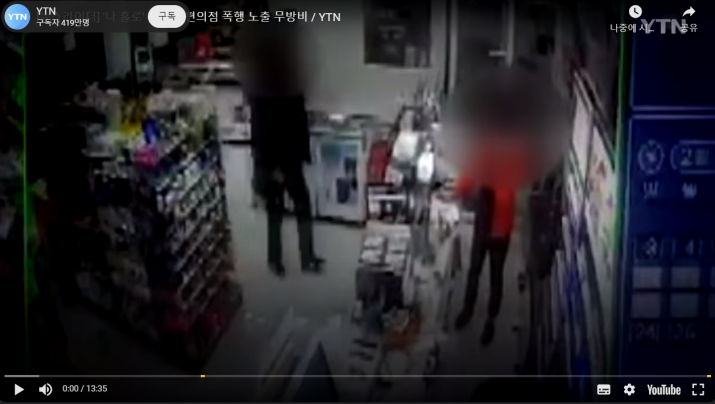 YTN
구독자 419만명
구독
편의점 폭행 노출 무방비 / YTN
나중에 시...
공유
YTN
0:00 / 13:35
YouTube